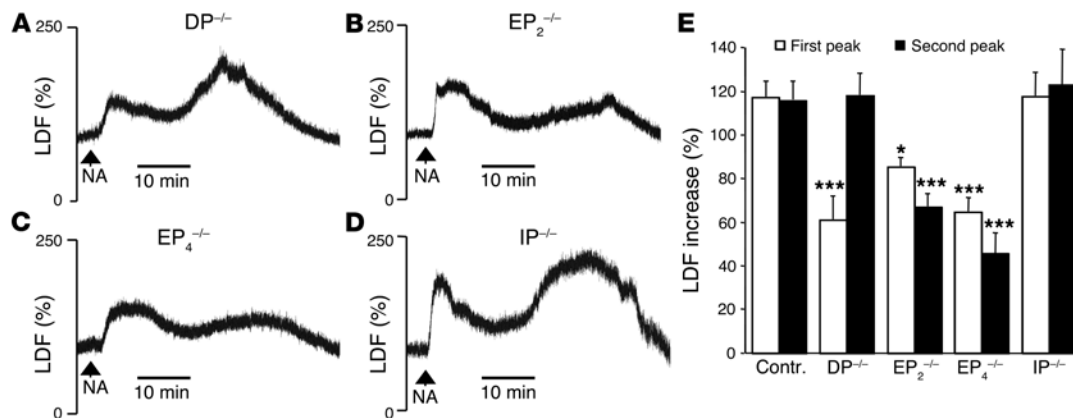 A
DP−/−
250
LDF (%)
0
NA
10 min
B
EP2−/−
250
LDF (%)
0
NA
10 min
C
EP4−/−
250
LDF (%)
0
NA
10 min
D
IP−/−
250
LDF (%)
0
NA
10 min
E
First peak Second peak
LDF increase (%)
140
120
100
80
60
40
20
0
***
*
***
***
***
Contr. DP−/− EP2−/− EP4−/− IP−/−